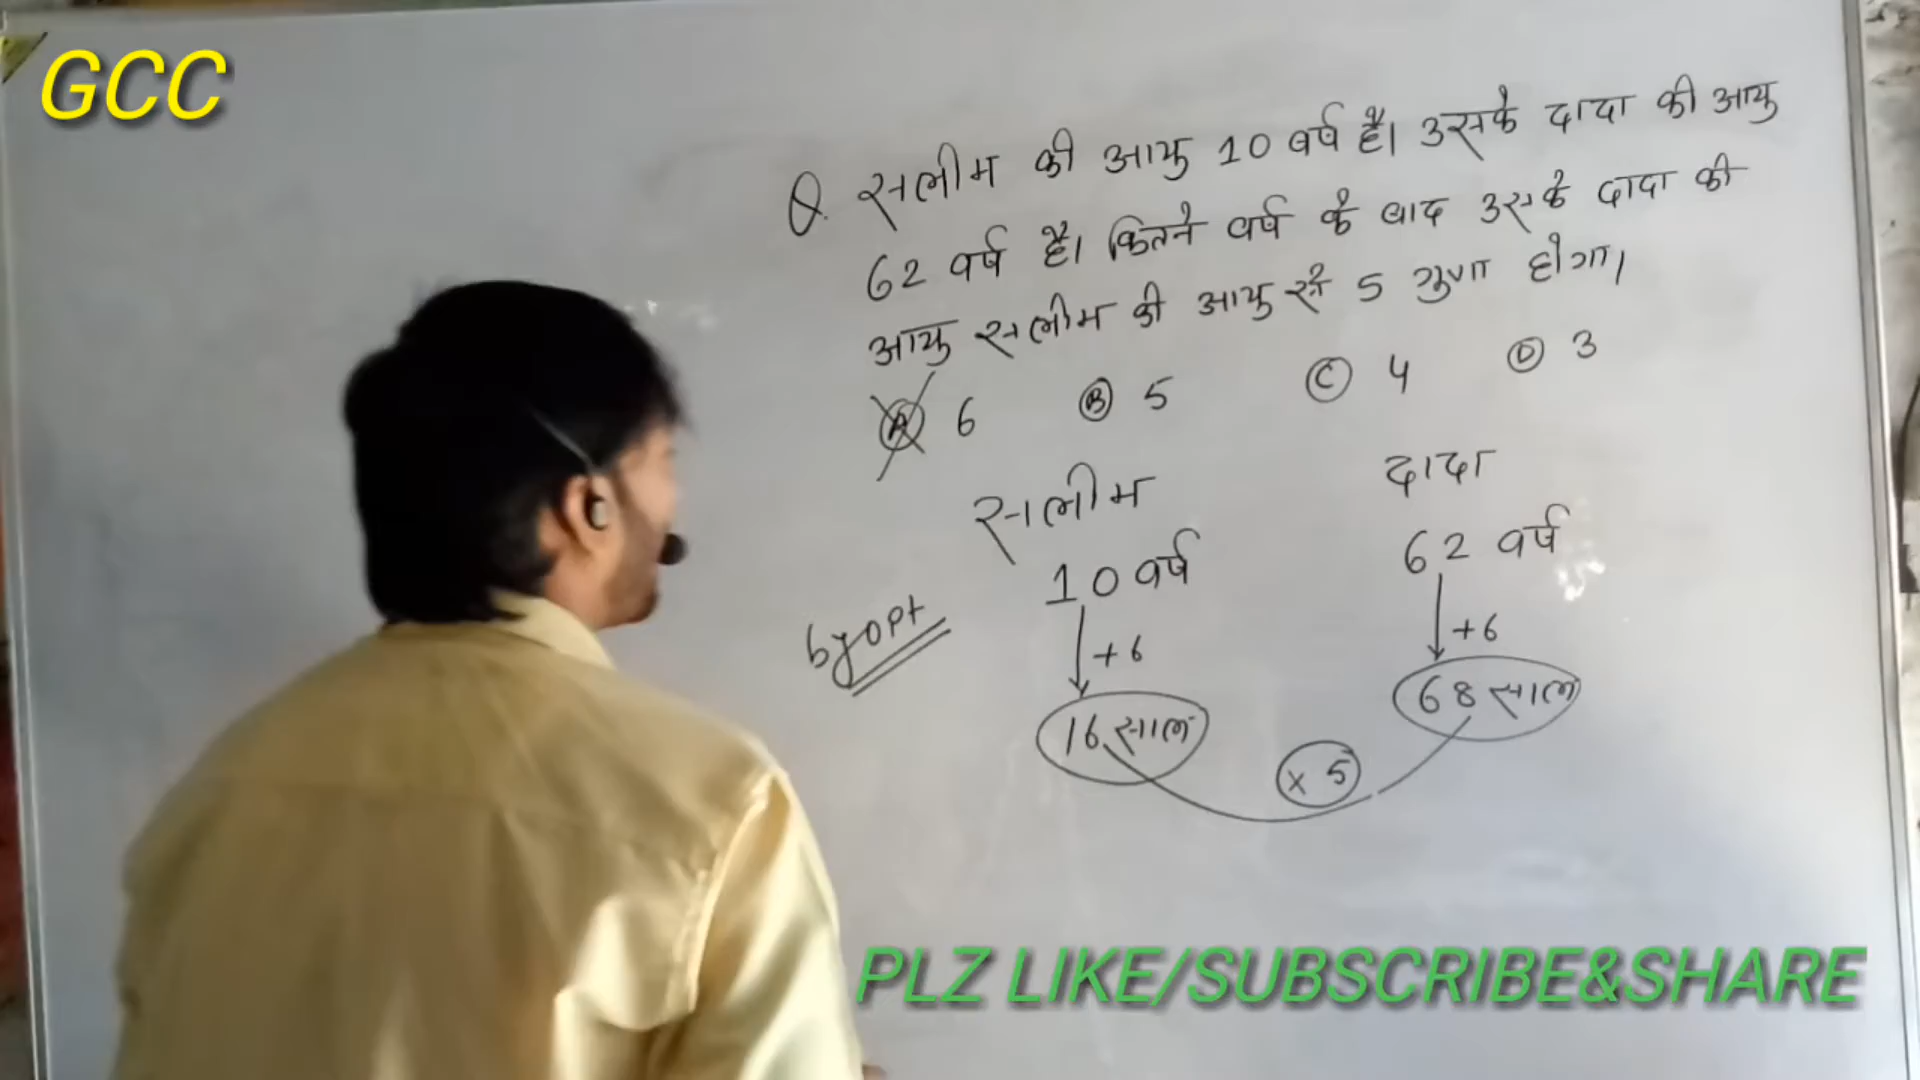 GCC
Q. सलीम की आयु 10 वर्ष है। उसके दादा की आयु
62 वर्ष है। कितने वर्ष के बाद उसके दादा की
आयु सलीम की आयु से 5 गुणा होगा।
(A) 6 (B) 5 (C) 4 (D) 3
सलीम दादा
10 वर्ष 62 वर्ष
by opt
+6 +6
16 साल 68 साल
x 5
PLZ LIKE/SUBSCRIBE&SHARE